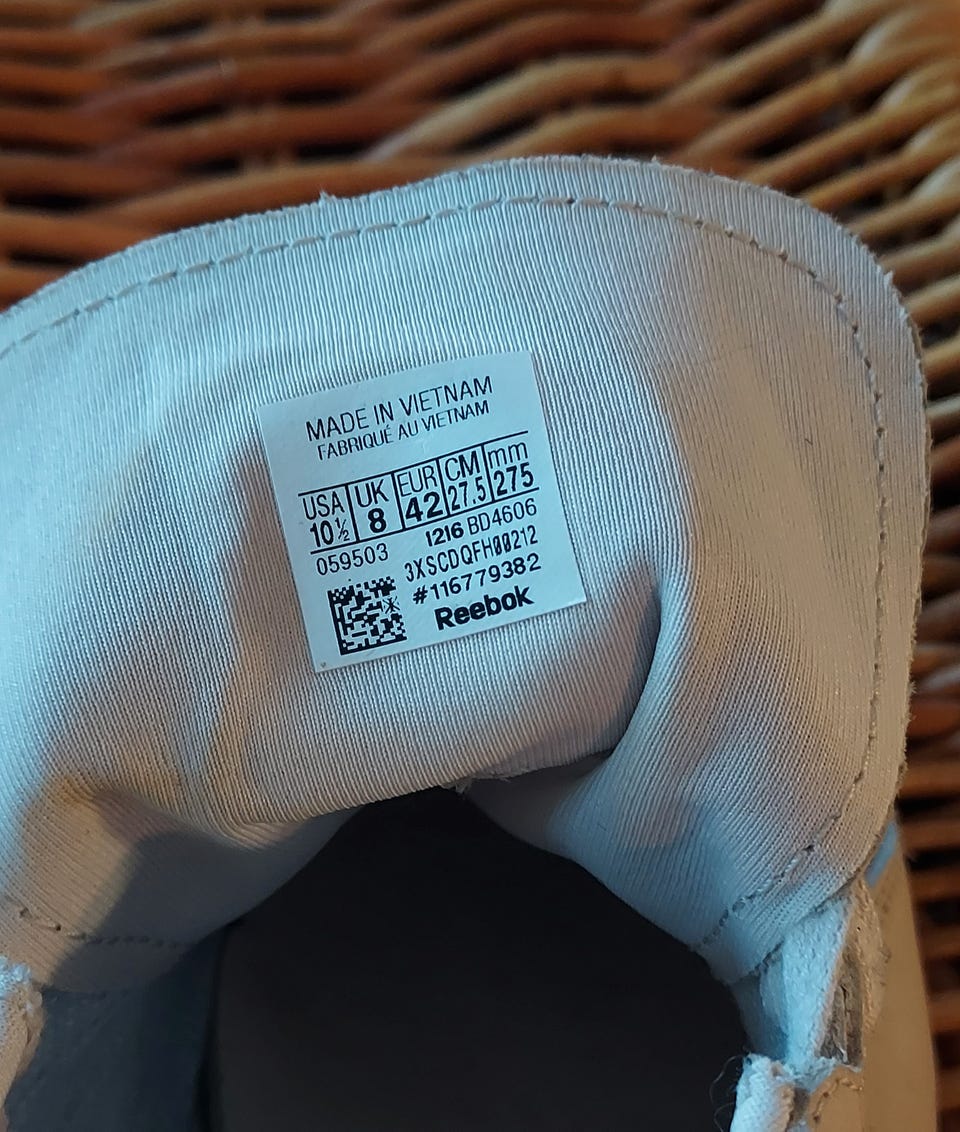 MADE IN VIETNAM
FABRIQUÉ AU VIETNAM
USA UK EUR CM mm
10½ 8 42 27.5 275
059503 1216 BD4606
3XSCDQFH00212
#116779382
Reebok